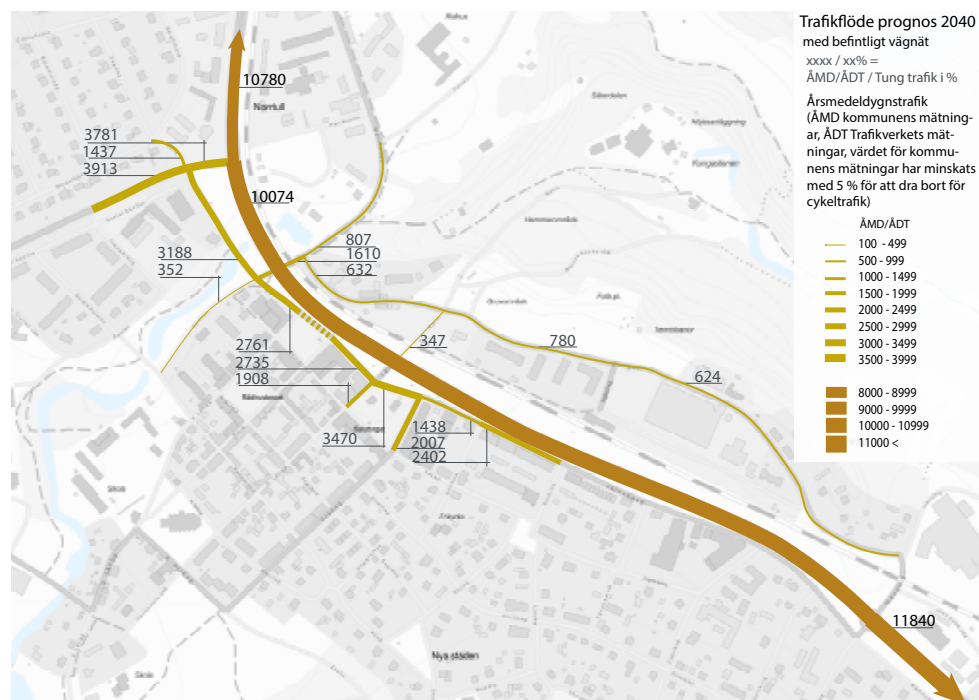 Trafikflöde prognos 2040
med befintligt vägnät
xxxx / xx% =
ÅMD/ÅDT / Tung trafik i %
Årsmedeldygnstrafik
(ÅMD kommunens mätning-
ar, ÅDT Trafikverkets mät-
ningar, värdet för kommu-
nens mätningar har minskats
med 5 % för att dra bort för
cykeltrafik)
ÅMD/ÅDT
100 - 499
500 - 999
1000 - 1499
1500 - 1999
2000 - 2499
2500 - 2999
3000 - 3499
3500 - 3999
8000 - 8999
9000 - 9999
10000 - 10999
11000 <
10780
Norrtull
3781
1437
3913
10074
807
1610
632
3188
352
2761
2735
1908
347
780
624
3470
1438
2007
2402
11840
Nya staden
Skola
Skola